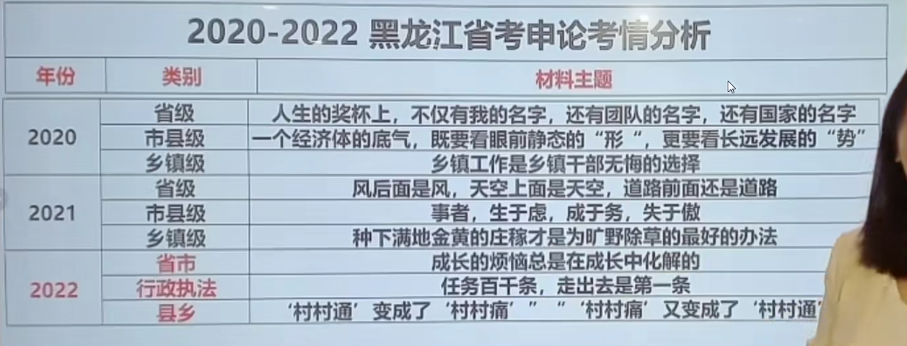 2020-2022 黑龙江省考申论考情分析
年份 类别 材料主题
2020 省级 人生的奖杯上，不仅有我的名字，还有团队的名字，还有国家的名字
市县级 一个经济体的底气，既要看眼前静态的“形“，更要看长远发展的“势”
乡镇级 乡镇工作是乡镇干部无悔的选择
2021 省级 风后面是风，天空上面是天空，道路前面还是道路
市县级 事者，生于虑，成于务，失于傲
乡镇级 种下满地金黄的庄稼才是为旷野除草的最好的办法
2022 省市 成长的烦恼总是在成长中化解的
行政执法 任务百千条，走出去是第一条
县乡 ‘村村通’变成了‘村村痛’” “‘村村痛’又变成了‘村村通’